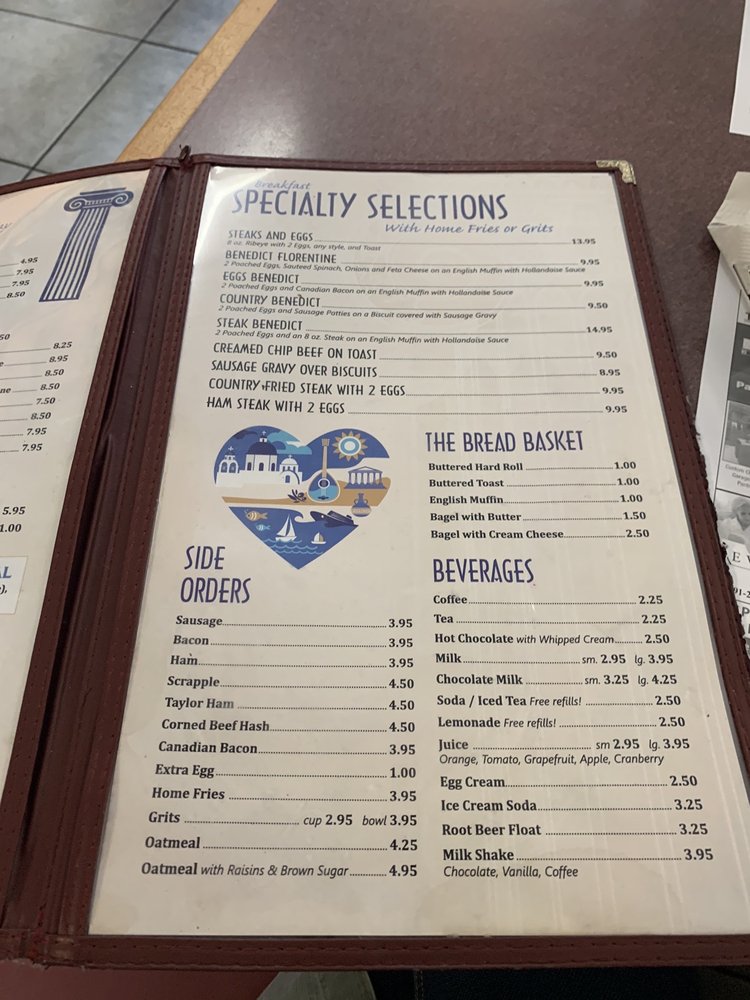 4.95
7.95
7.95
8.50
8.25
8.95
8.50
8.50
7.50
8.50
7.95
7.95
5.95
1.00
Breakfast
SPECIALTY SELECTIONS
With Home Fries or Grits
STEAKS AND EGGS 13.95
8 oz. Ribeye with 2 Eggs, any style, and Toast
BENEDICT FLORENTINE 9.95
2 Poached Eggs, Sauteed Spinach, Onions and Feta Cheese on an English Muffin with Hollandaise Sauce
EGGS BENEDICT 9.95
2 Poached Eggs and Canadian Bacon on an English Muffin with Hollandaise Sauce
COUNTRY BENEDICT 9.50
2 Poached Eggs and Sausage Patties on a Biscuit covered with Sausage Gravy
STEAK BENEDICT 14.95
2 Poached Eggs and an 8 oz. Steak on an English Muffin with Hollandaise Sauce
CREAMED CHIP BEEF ON TOAST 9.50
SAUSAGE GRAVY OVER BISCUITS 8.95
COUNTRY FRIED STEAK WITH 2 EGGS 9.95
HAM STEAK WITH 2 EGGS 9.95
THE BREAD BASKET
Buttered Hard Roll 1.00
Buttered Toast 1.00
English Muffin 1.00
Bagel with Butter 1.50
Bagel with Cream Cheese 2.50
SIDE
ORDERS
Sausage 3.95
Bacon 3.95
Ham 3.95
Scrapple 4.50
Taylor Ham 4.50
Corned Beef Hash 4.50
Canadian Bacon 3.95
Extra Egg 1.00
Home Fries 3.95
Grits cup 2.95 bowl 3.95
Oatmeal 4.25
Oatmeal with Raisins & Brown Sugar 4.95
BEVERAGES
Coffee 2.25
Tea 2.25
Hot Chocolate with Whipped Cream 2.50
Milk sm. 2.95 lg. 3.95
Chocolate Milk sm. 3.25 lg. 4.25
Soda / Iced Tea Free refills! 2.50
Lemonade Free refills! 2.50
Juice sm 2.95 lg. 3.95
Orange, Tomato, Grapefruit, Apple, Cranberry
Egg Cream 2.50
Ice Cream Soda 3.25
Root Beer Float 3.25
Milk Shake 3.95
Chocolate, Vanilla, Coffee